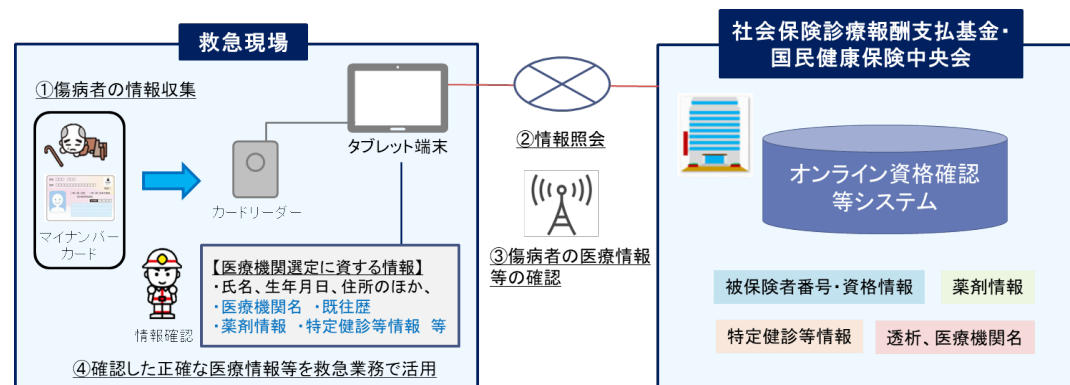 救急現場
①傷病者の情報収集
マイナンバー
カード
カードリーダー
タブレット端末
情報確認
【医療機関選定に資する情報】
・氏名、生年月日、住所のほか、
・医療機関名 ・既往歴
・薬剤情報 ・特定健診等情報 等
④確認した正確な医療情報等を救急業務で活用
②情報照会
③傷病者の医療情報
等の確認
社会保険診療報酬支払基金・
国民健康保険中央会
オンライン資格確認
等システム
被保険者番号・資格情報
薬剤情報
特定健診等情報
透析、医療機関名